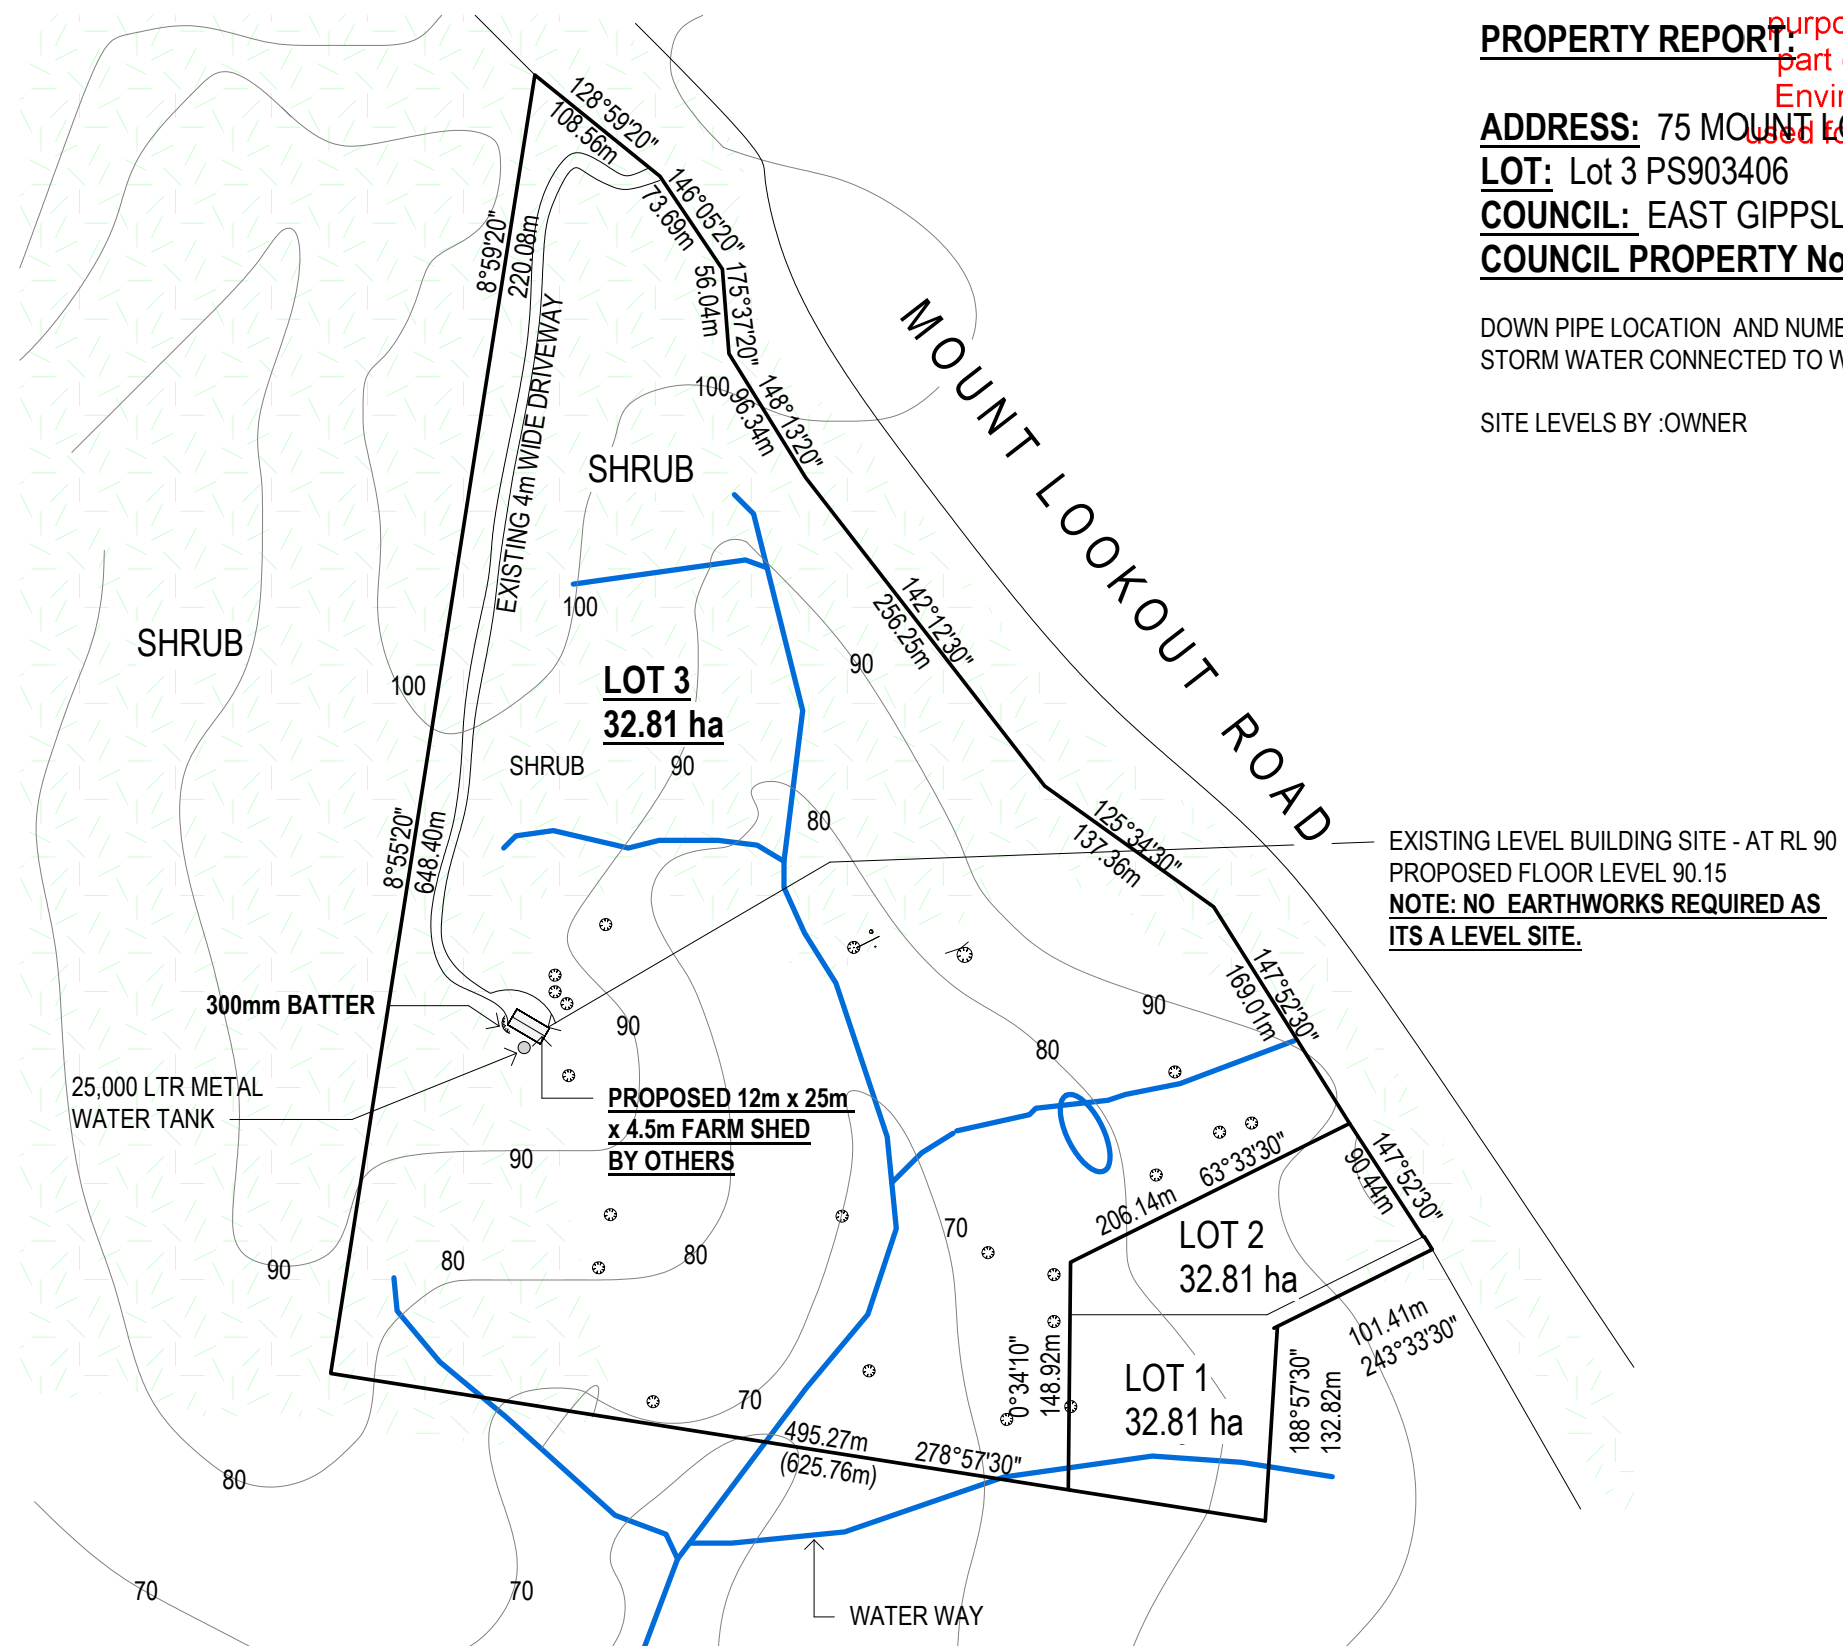 PROPERTY REPORT:
ADDRESS: 75 MOUNT
LOT: Lot 3 PS903406
COUNCIL: EAST
COUNCIL PROPERTY
DOWN PIPE LOCATION AND
STORM WATER CONNECTED TO
SITE LEVELS BY :OWNER
part
used
128°59'20"
108.56m
146°05'20"
73.69m
8°59'20"
220.08m
175°37'20"
56.04m
EXISTING 4m WIDE DRIVEWAY
MOUNT LOOKOUT ROAD
100
148°13'20"
96.34m
SHRUB
142°12'30"
256.25m
100
SHRUB
90
LOT 3
32.81 ha
100
SHRUB
90
80
125°34'30"
137.36m
EXISTING LEVEL BUILDING SITE - AT RL 90
PROPOSED FLOOR LEVEL 90.15
NOTE: NO EARTHWORKS REQUIRED AS
ITS A LEVEL SITE.
8°55'20"
648.40m
147°52'30"
169.01m
300mm BATTER
90
90
80
25,000 LTR METAL
WATER TANK
PROPOSED 12m x 25m
x 4.5m FARM SHED
BY OTHERS
90
63°33'30"
206.14m
147°52'30"
90.44m
70
LOT 2
32.81 ha
80
80
90
101.41m
243°33'30"
0°34'10"
148.92m
LOT 1
32.81 ha
188°57'30"
132.82m
70
495.27m
(625.76m)
278°57'30"
80
70
70
WATER WAY